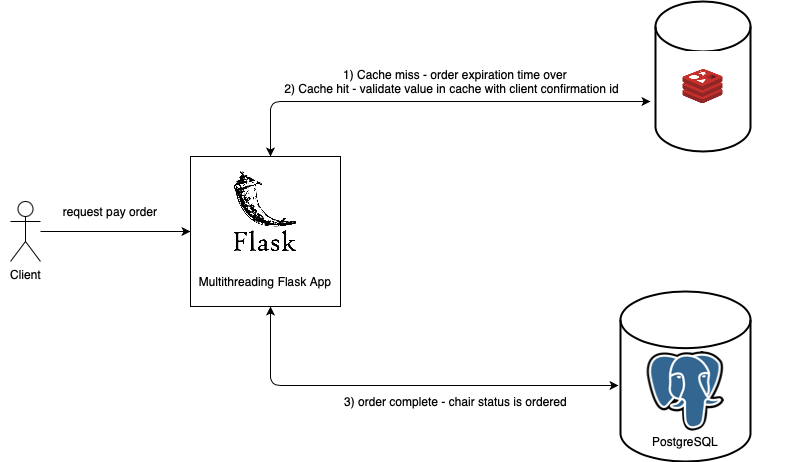 1) Cache miss - order expiration time over
2) Cache hit - validate value in cache with client confirmation id
request pay order
Client
Flask
Multithreading Flask App
3) order complete - chair status is ordered
PostgreSQL